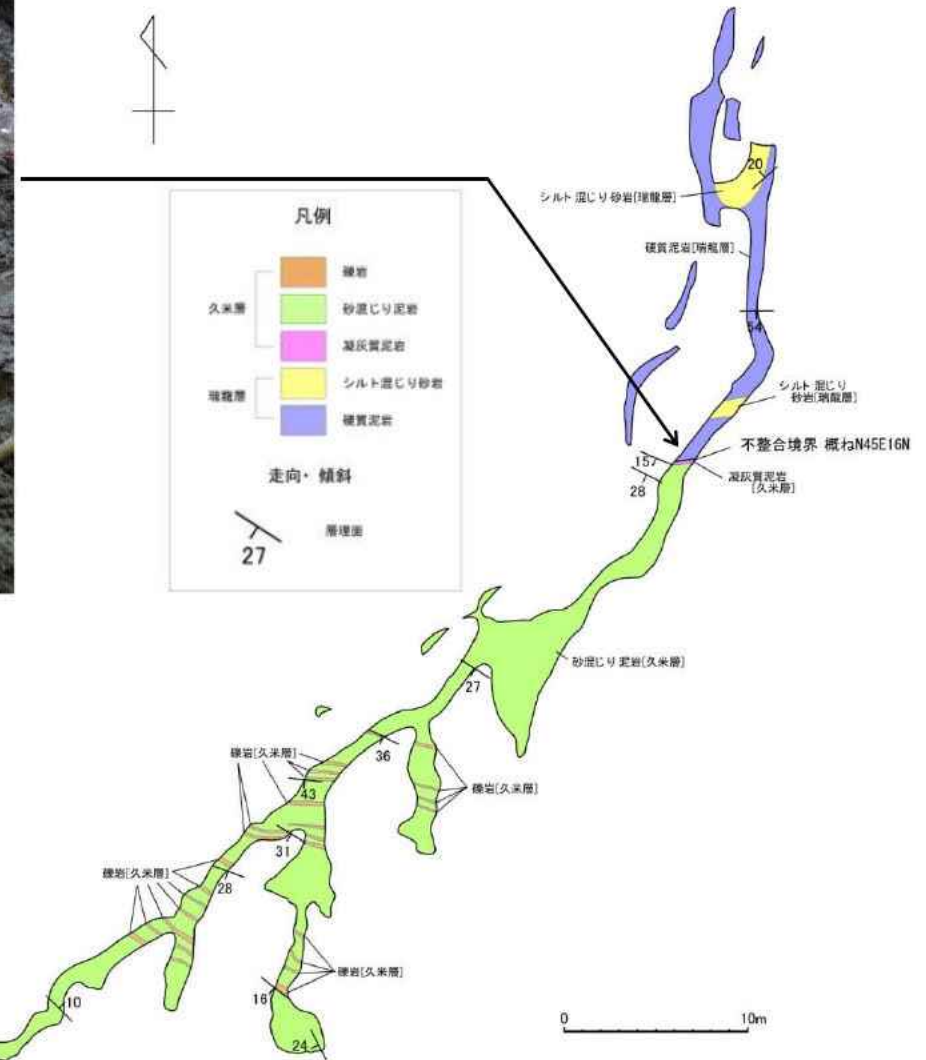 シルト混じり砂岩[瑞龍層]
20
硬質泥岩[瑞龍層]
54
シルト混じり
砂岩[瑞龍層]
不整合境界 概ねN45E16N
15
凝灰質泥岩
[久米層]
28
凡例
久米層
礫岩
砂混じり泥岩
凝灰質泥岩
瑞龍層
シルト混じり砂岩
硬質泥岩
走向・傾斜
27
層理面
砂混じり泥岩[久米層]
27
36
礫岩[久米層]
43
礫岩[久米層]
31
礫岩[久米層]
28
礫岩[久米層]
10
16
24
0
10m